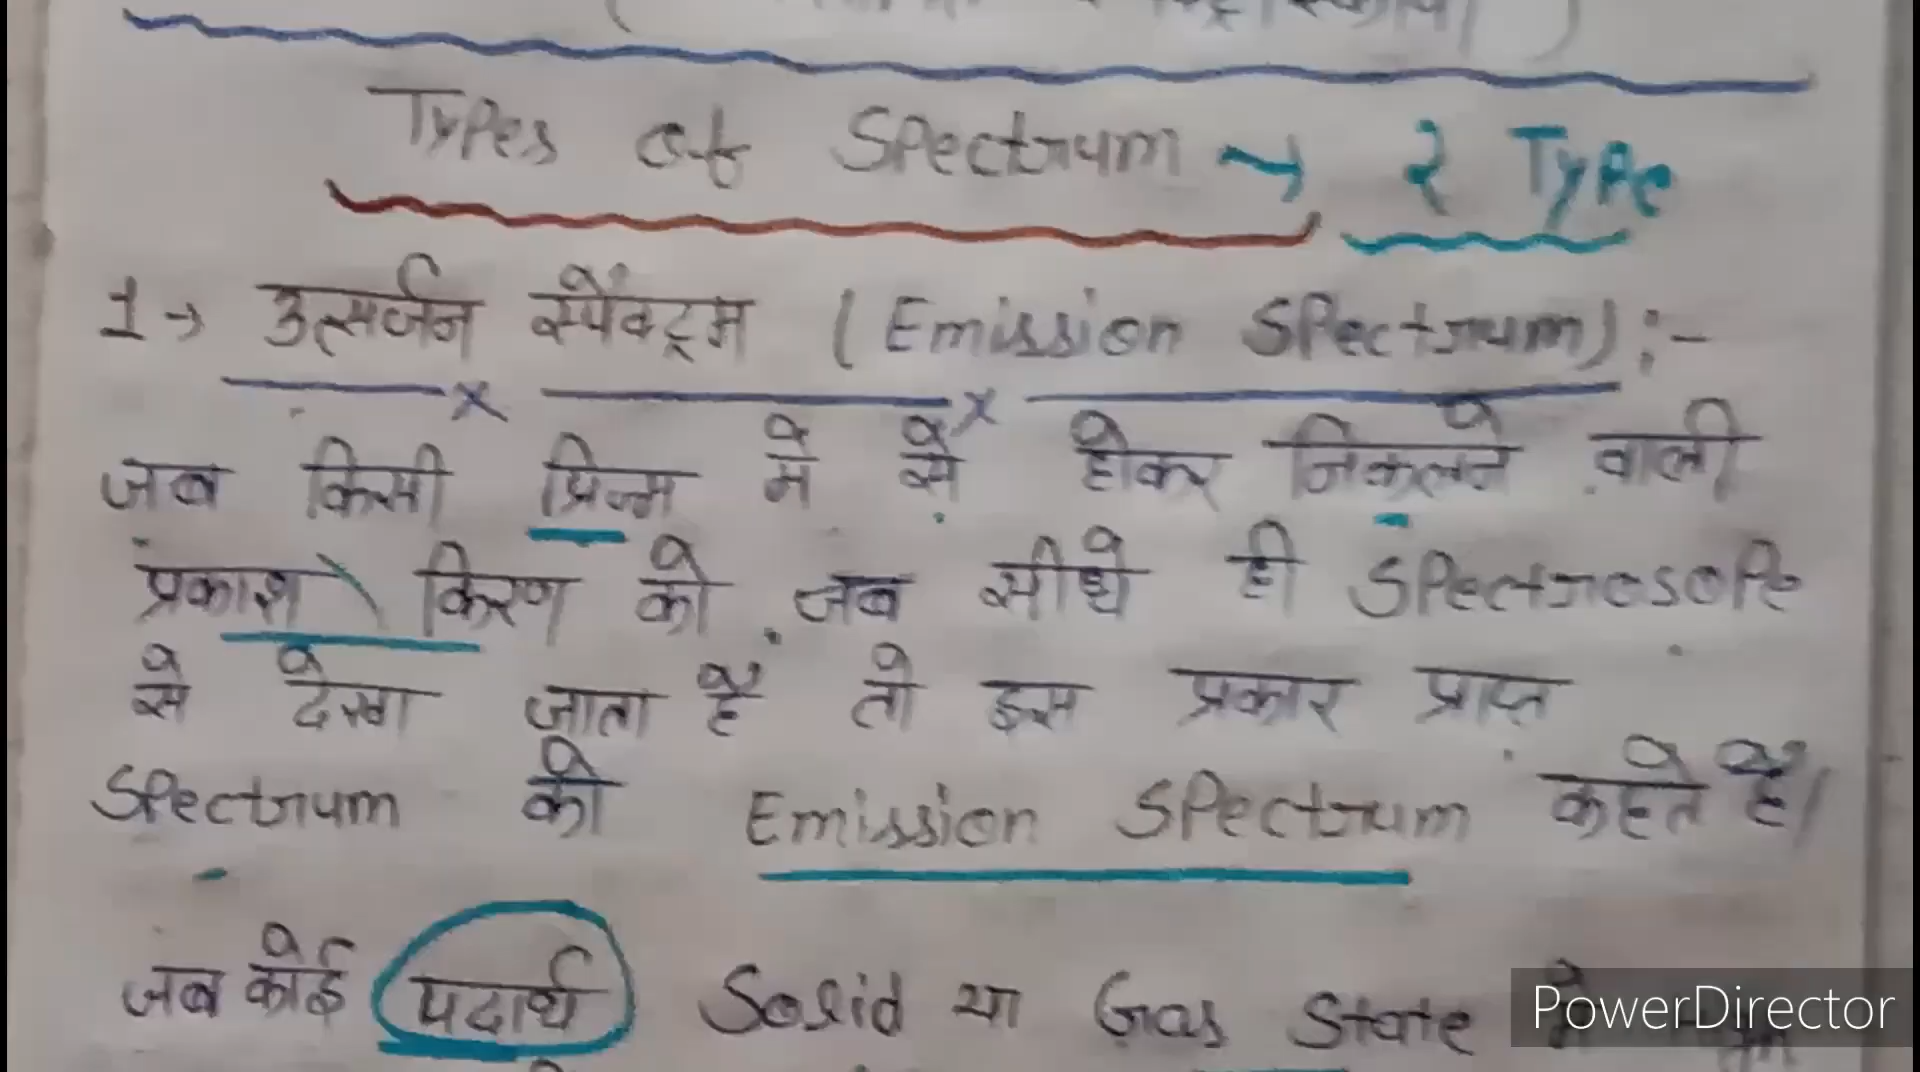 Types of Spectrum → २ Type
1→ उत्सर्जन स्पैक्ट्रम (Emission Spectrum):-
जब किसी प्रिज्म मे से होकर निकलने वाली
प्रकाश किरण को जब सीधे ही Spectrosope
से देखा जाता है तो इस प्रकार प्राप्त
Spectrum को Emission Spectrum कहते है।
जब कोई पदार्थ Solid या Gas State
PowerDirector